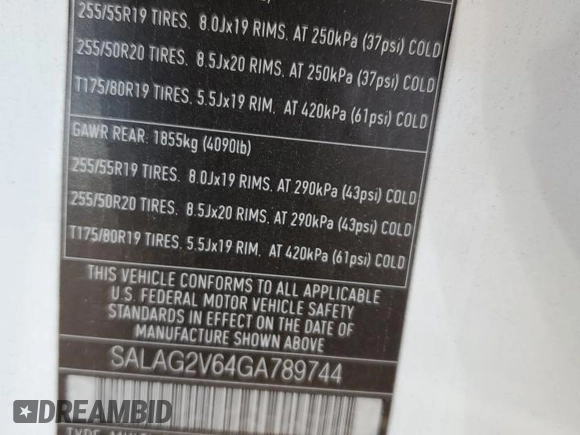 255/55R19 TIRES. 8.0Jx19 RIMS. AT 250kPa (37psi) COLD
255/50R20 TIRES. 8.5Jx20 RIMS. AT 250kPa (37psi) COLD
T175/80R19 TIRES. 5.5Jx19 RIM. AT 420kPa (61psi) COLD
GAWR REAR: 1855kg (4090lb)
255/55R19 TIRES. 8.0Jx19 RIMS. AT 290kPa (43psi) COLD
255/50R20 TIRES. 8.5Jx20 RIMS. AT 290kPa (43psi) COLD
T175/80R19 TIRES. 5.5Jx19 RIM. AT 420kPa (61psi) COLD
THIS VEHICLE CONFORMS TO ALL APPLICABLE
U.S. FEDERAL MOTOR VEHICLE SAFETY
STANDARDS IN EFFECT ON THE DATE OF
MANUFACTURE SHOWN ABOVE.
SALAG2V64GA789744
DREAMBID